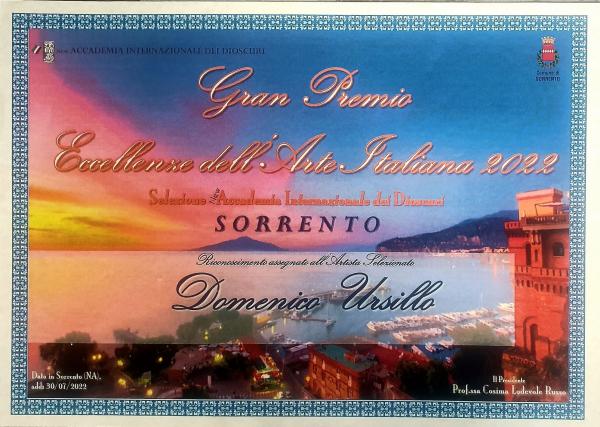 ACCADEMIA INTERNAZIONALE DEI DIOSCURI
Comune di
SORRENTO
Gran Premio
Eccellenze dell'Arte Italiana 2022
Selezione Accademia Internazionale dei Dioscuri
SORRENTO
Riconoscimento assegnato all'Artista Selezionato
Domenico Ursillo
Data in Sorrento (NA),
addì 30/07/2022
Il Presidente
Prof.ssa Cosima Lodevole Russo